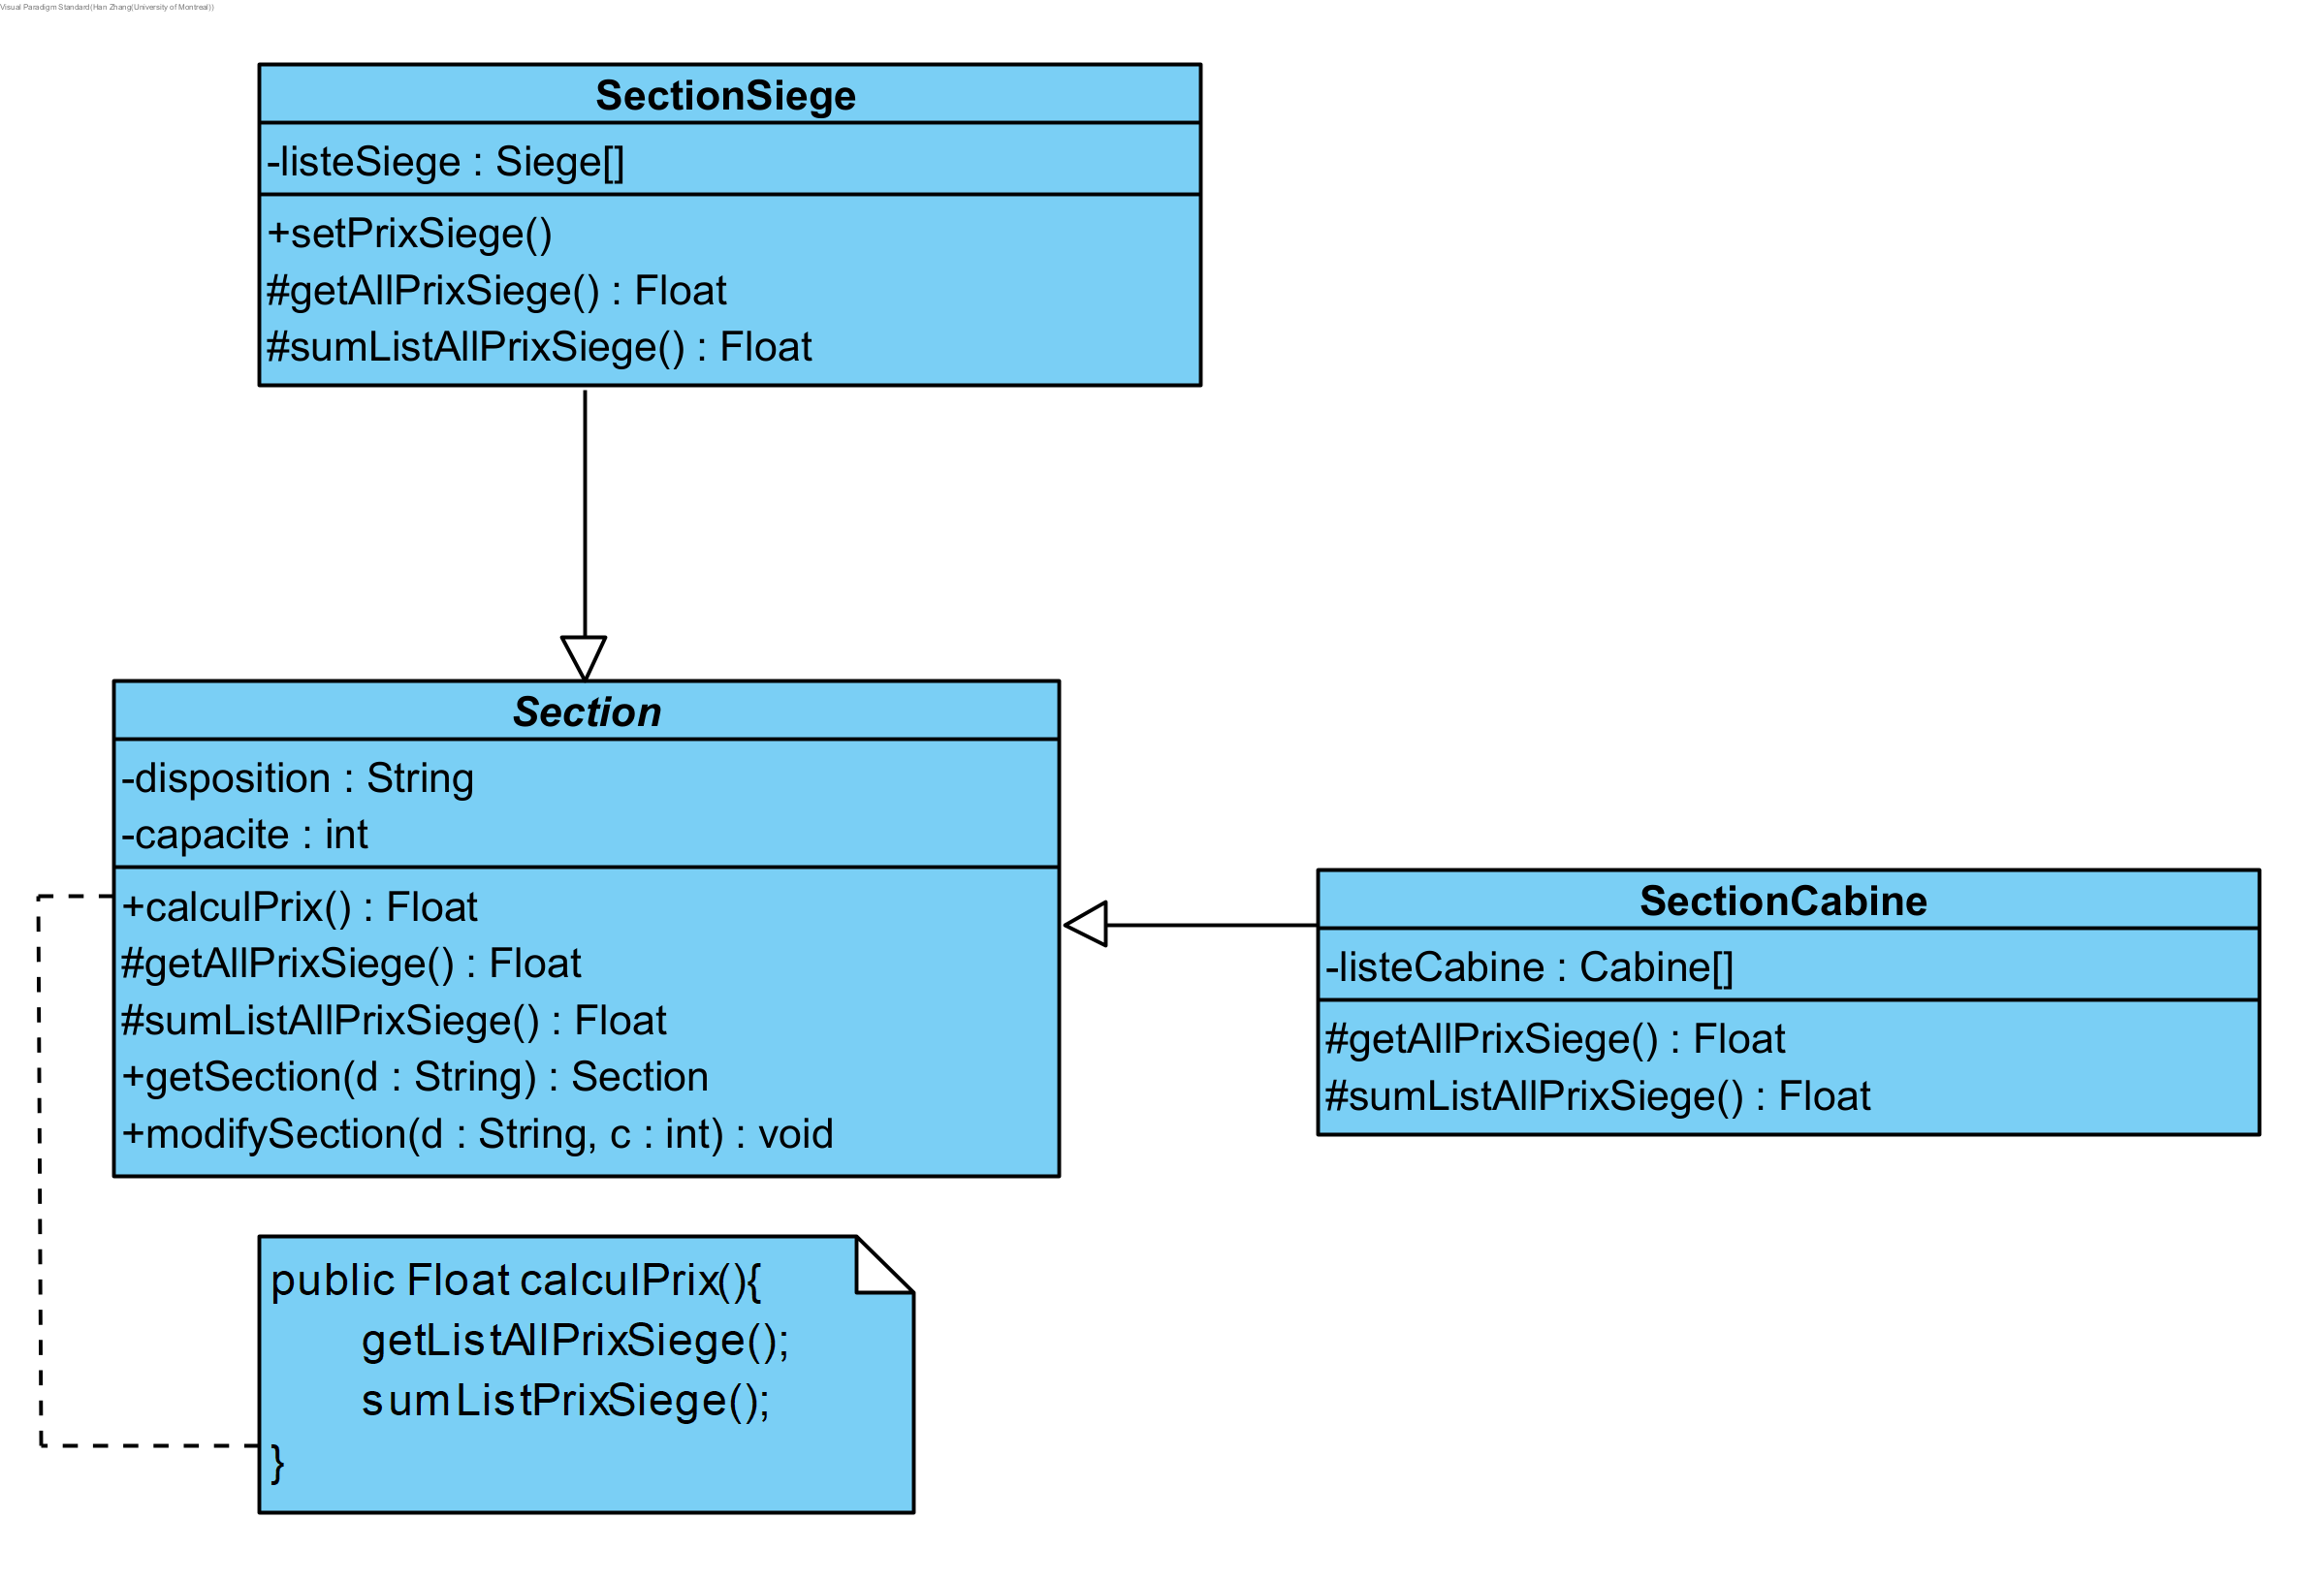 Visual Paradigm Standard(Han Zhang(University of Montreal))
SectionSiege
-listeSiege : Siege[]
+setPrixSiege()
#getAllPrixSiege() : Float
#sumListAllPrixSiege() : Float
Section
-disposition : String
-capacite : int
+calculPrix() : Float
#getAllPrixSiege() : Float
#sumListAllPrixSiege() : Float
+getSection(d : String) : Section
+modifySection(d : String, c : int) : void
SectionCabine
-listeCabine : Cabine[]
#getAllPrixSiege() : Float
#sumListAllPrixSiege() : Float
public Float calculPrix(){
getListAllPrixSiege();
sumListPrixSiege();
}